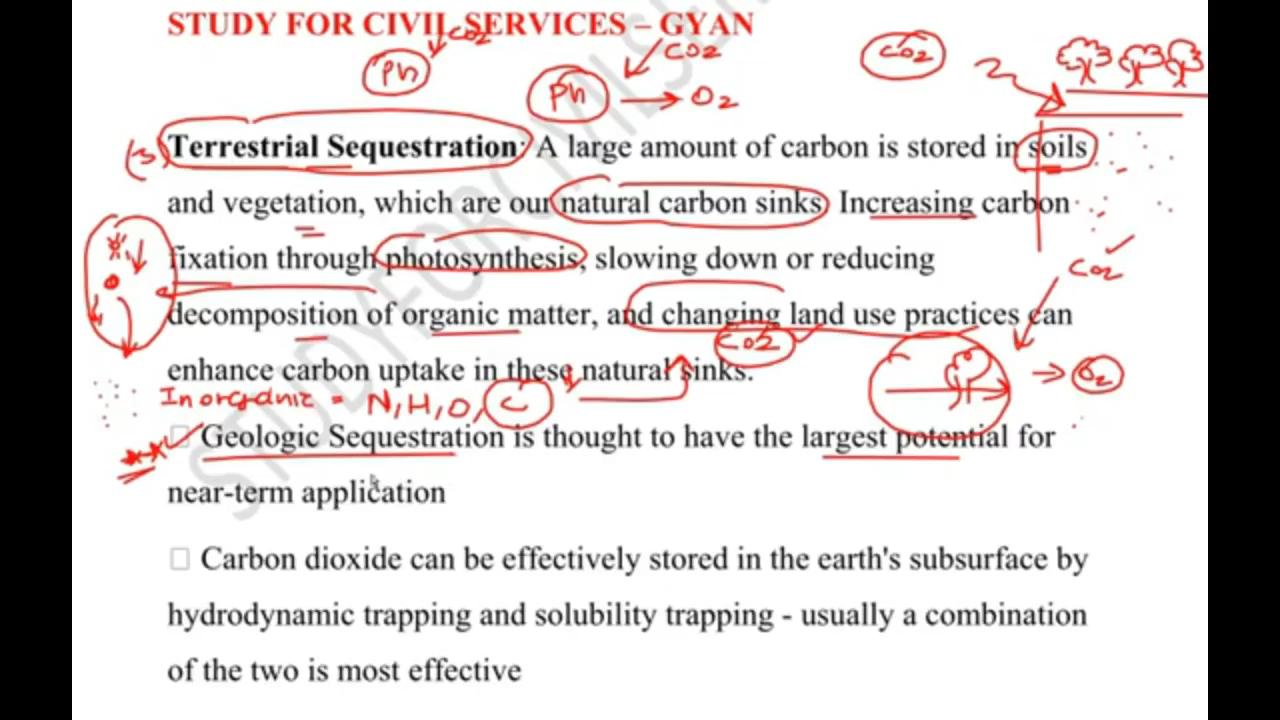 STUDY FOR CIVIL SERVICES – GYAN
CO2
Ph
CO2
Ph → O2
CO2
(3) Terrestrial Sequestration: A large amount of carbon is stored in soils
and vegetation, which are our natural carbon sinks. Increasing carbon
fixation through photosynthesis, slowing down or reducing
CO2
decomposition of organic matter, and changing land use practices can
CO2
enhance carbon uptake in these natural sinks.
→ O2
Inorganic = N, H, O, C
Geologic Sequestration is thought to have the largest potential for
near-term application
Carbon dioxide can be effectively stored in the earth's subsurface by
hydrodynamic trapping and solubility trapping - usually a combination
of the two is most effective